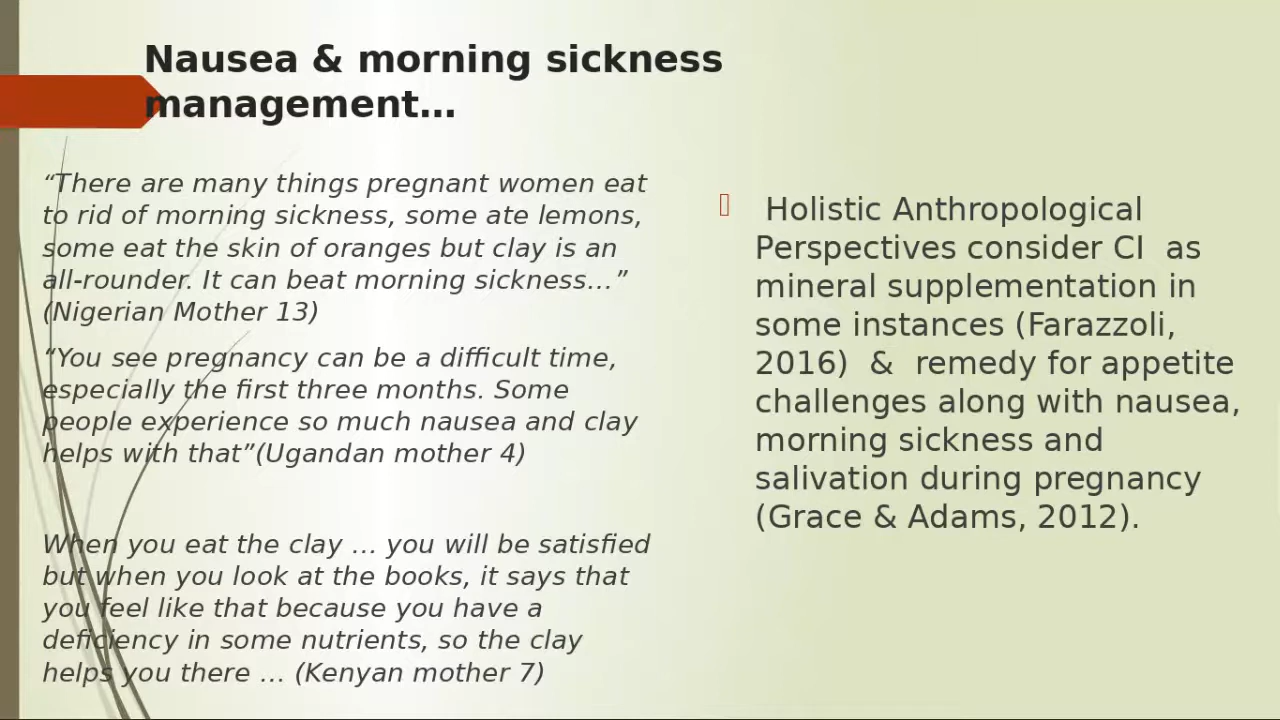 Nausea & morning sickness
management…
“There are many things pregnant women eat
to rid of morning sickness, some ate lemons,
some eat the skin of oranges but clay is an
all-rounder. It can beat morning sickness…”
(Nigerian Mother 13)
“You see pregnancy can be a difficult time,
especially the first three months. Some
people experience so much nausea and clay
helps with that”(Ugandan mother 4)
When you eat the clay … you will be satisfied
but when you look at the books, it says that
you feel like that because you have a
deficiency in some nutrients, so the clay
helps you there … (Kenyan mother 7)
Holistic Anthropological
Perspectives consider CI  as
mineral supplementation in
some instances (Farazzoli,
2016)  &  remedy for appetite
challenges along with nausea,
morning sickness and
salivation during pregnancy
(Grace & Adams, 2012).